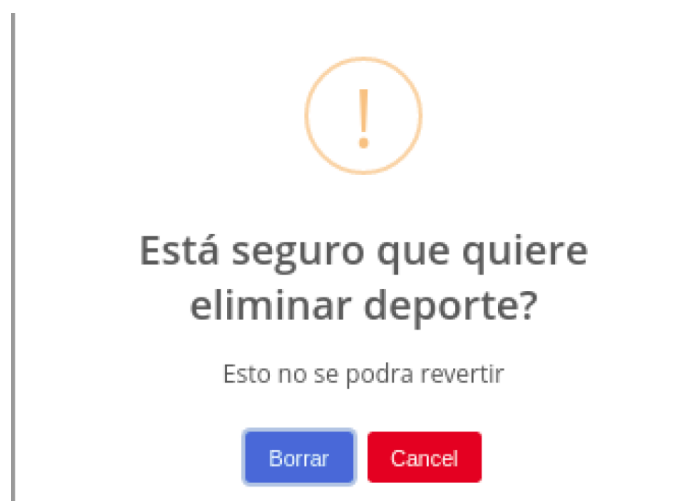 Está seguro que quiere
eliminar deporte?
Esto no se podra revertir
Borrar Cancel